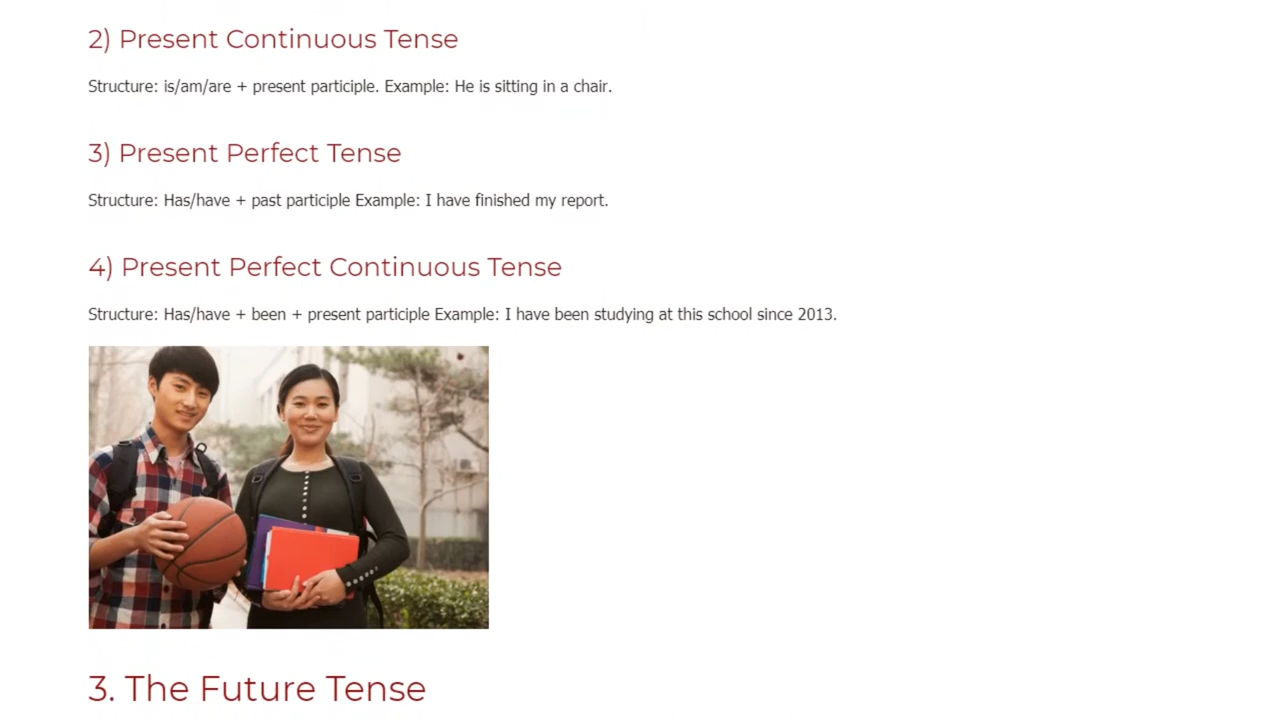 2) Present Continuous Tense
Structure: is/am/are + present participle. Example: He is sitting in a chair.
3) Present Perfect Tense
Structure: Has/have + past participle Example: I have finished my report.
4) Present Perfect Continuous Tense
Structure: Has/have + been + present participle Example: I have been studying at this school since 2013.
3. The Future Tense